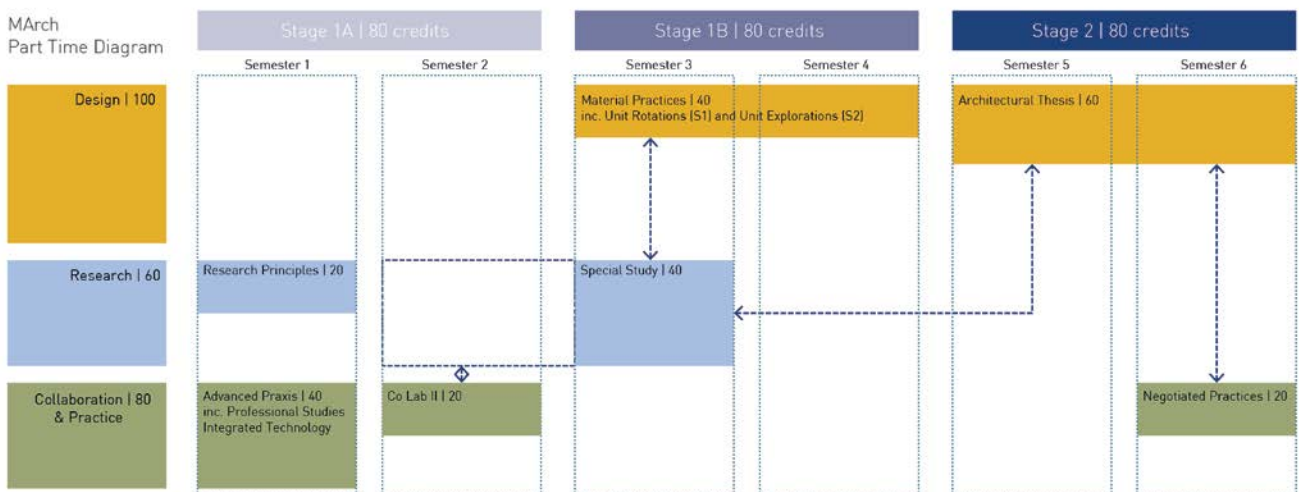 MArch
Part Time Diagram
Stage 1A | 80 credits
Stage 1B | 80 credits
Stage 2 | 80 credits
Semester 1
Semester 2
Semester 3
Semester 4
Semester 5
Semester 6
Design | 100
Material Practices | 40
inc. Unit Rotations (S1) and Unit Explorations (S2)
Architectural Thesis | 60
Research | 60
Research Principles | 20
Special Study | 40
Collaboration | 80
& Practice
Advanced Praxis | 40
inc. Professional Studies
Integrated Technology
Co Lab II | 20
Negotiated Practices | 20